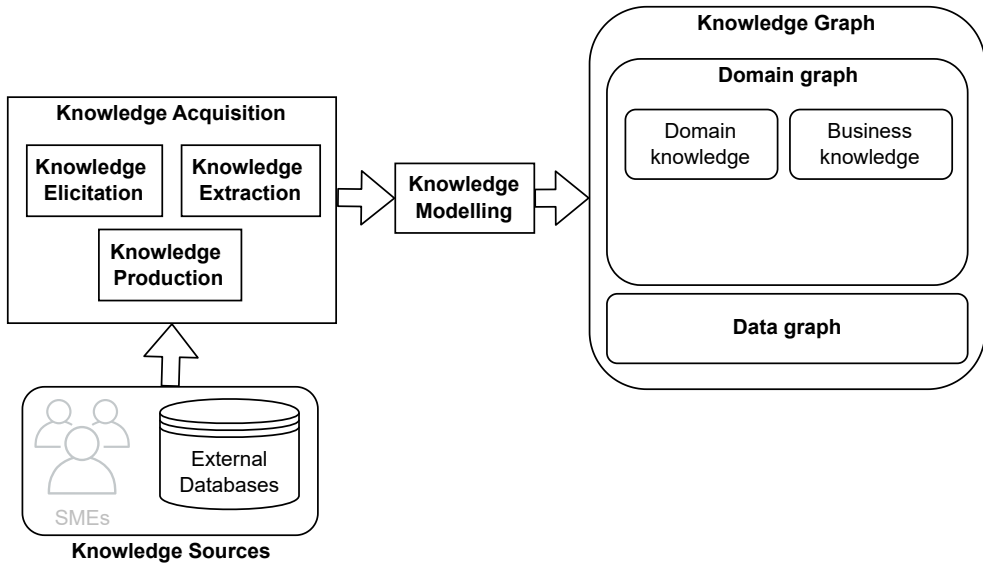 Knowledge Graph
Domain graph
Domain
knowledge
Business
knowledge
Data graph
Knowledge Acquisition
Knowledge
Elicitation
Knowledge
Extraction
Knowledge
Production
Knowledge
Modelling
External
Databases
SMEs
Knowledge Sources